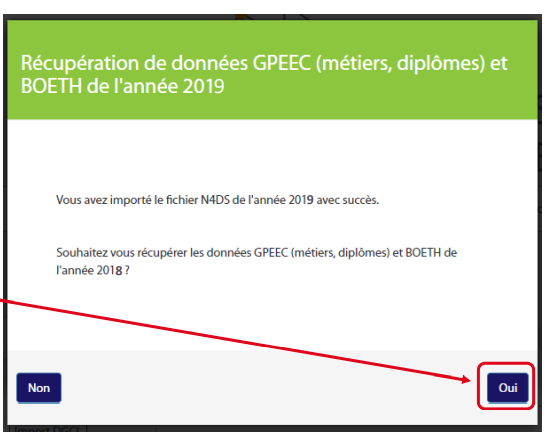 Récupération de données GPEEC (métiers, diplômes) et
BOETH de l'année 2019
Vous avez importé le fichier N4DS de l'année 2019 avec succès.
Souhaitez vous récupérer les données GPEEC (métiers, diplômes) et BOETH de
l'année 2018 ?
Non
Oui